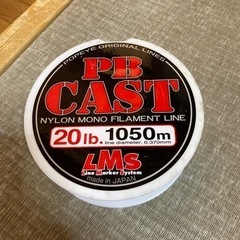 POPEYE ORIGINAL LINES
PB
CAST
NYLON MONO FILAMENT LINE
20lb 1050m
line diameter. 0.370mm
LMS
Line Marker System
made in JAPAN